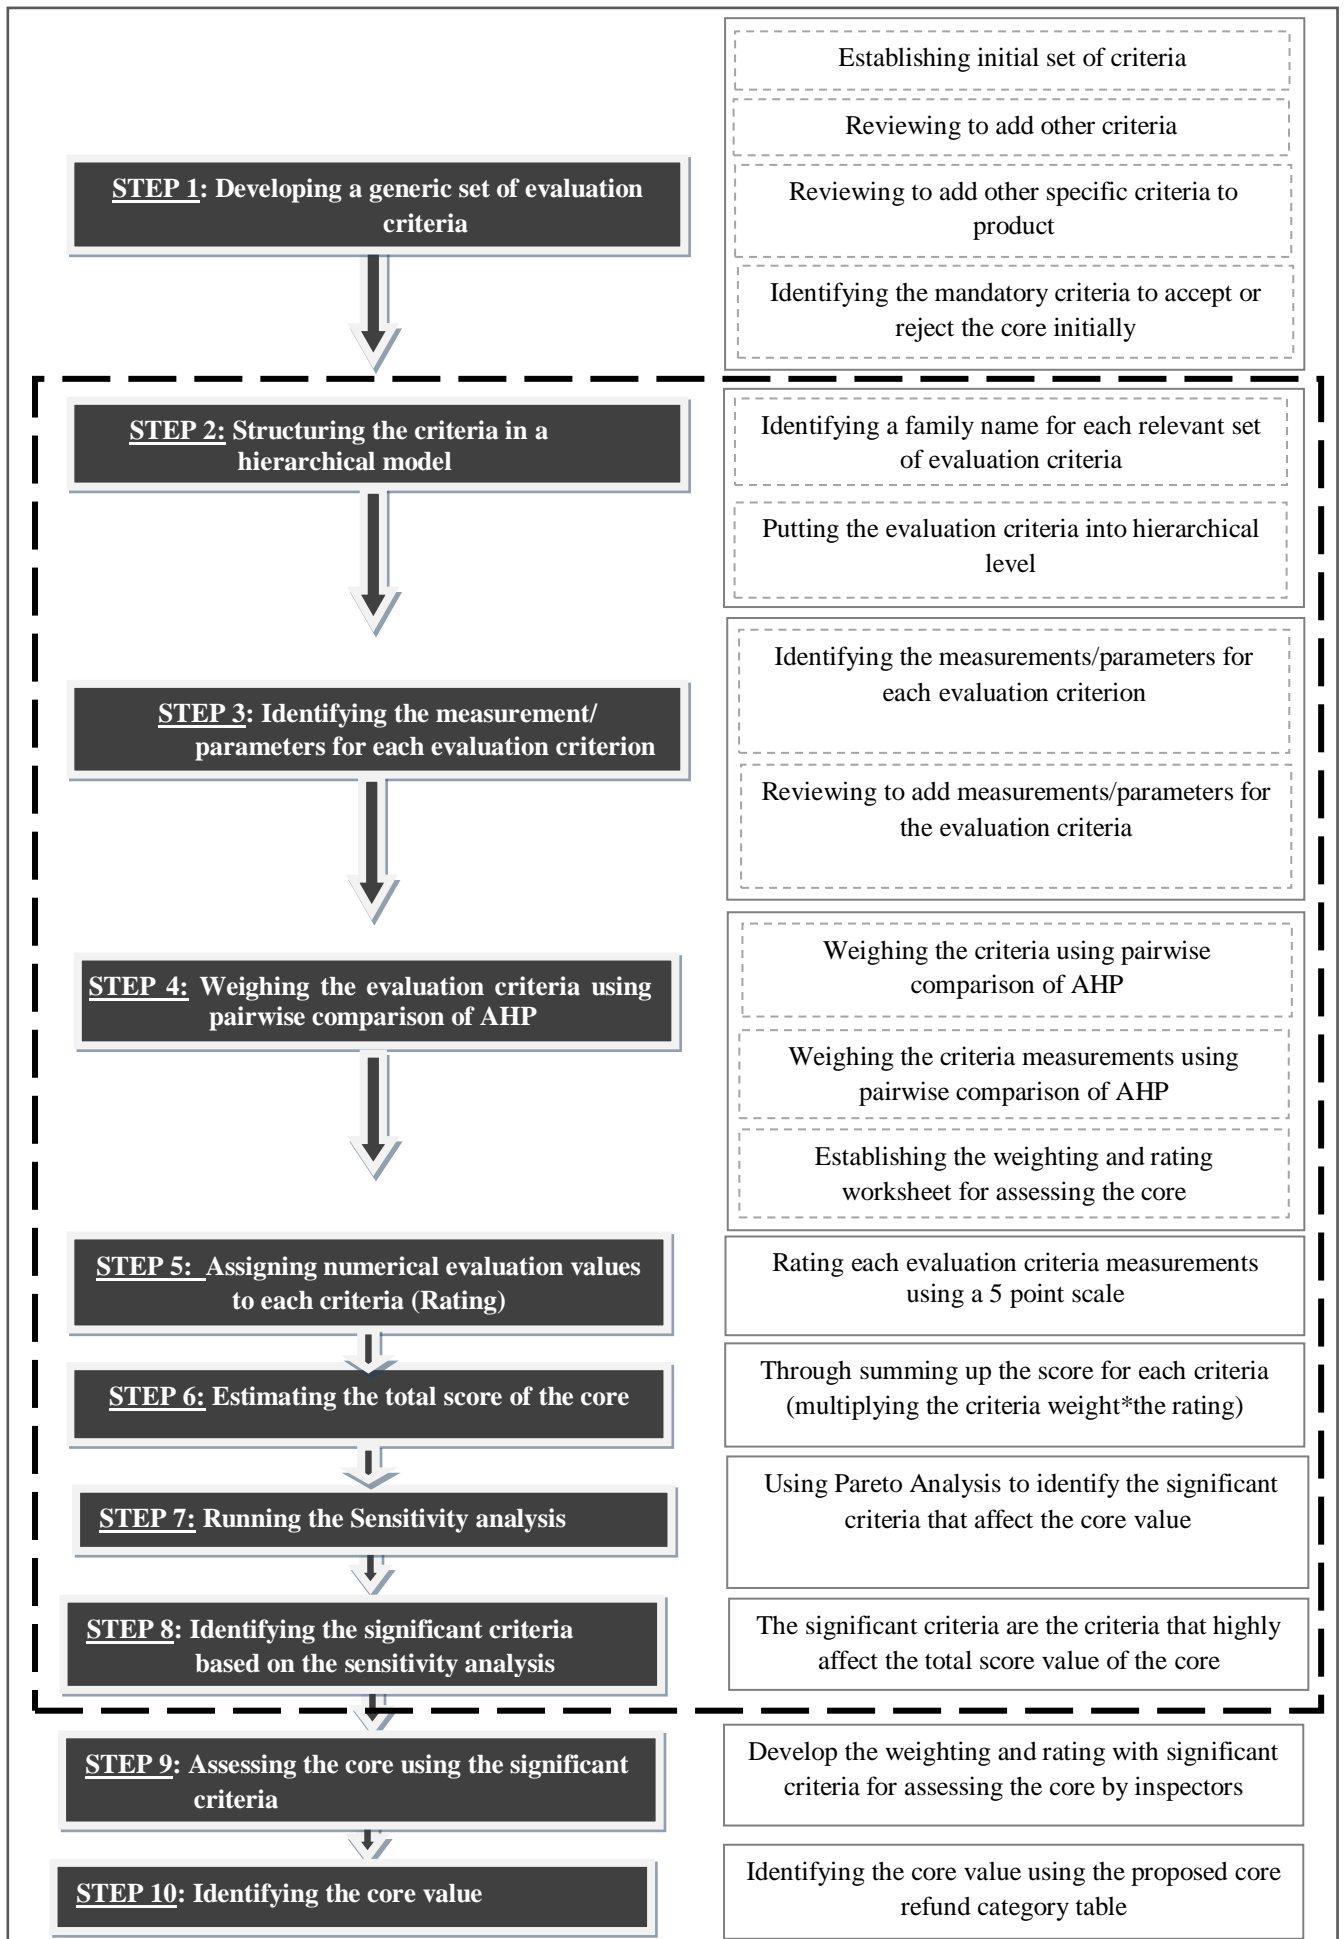 Establishing initial set of criteria
Reviewing to add other criteria
STEP 1: Developing a generic set of evaluation
criteria
Reviewing to add other specific criteria to
product
Identifying the mandatory criteria to accept or
reject the core initially
STEP 2: Structuring the criteria in a
hierarchical model
Identifying a family name for each relevant set
of evaluation criteria
Putting the evaluation criteria into hierarchical
level
STEP 3: Identifying the measurement/
parameters for each evaluation criterion
Identifying the measurements/parameters for
each evaluation criterion
Reviewing to add measurements/parameters for
the evaluation criteria
STEP 4: Weighing the evaluation criteria using
pairwise comparison of AHP
Weighing the criteria using pairwise
comparison of AHP
Weighing the criteria measurements using
pairwise comparison of AHP
Establishing the weighting and rating
worksheet for assessing the core
STEP 5: Assigning numerical evaluation values
to each criteria (Rating)
Rating each evaluation criteria measurements
using a 5 point scale
STEP 6: Estimating the total score of the core
Through summing up the score for each criteria
(multiplying the criteria weight*the rating)
STEP 7: Running the Sensitivity analysis
Using Pareto Analysis to identify the significant
criteria that affect the core value
STEP 8: Identifying the significant criteria
based on the sensitivity analysis
The significant criteria are the criteria that highly
affect the total score value of the core
STEP 9: Assessing the core using the significant
criteria
Develop the weighting and rating with significant
criteria for assessing the core by inspectors
STEP 10: Identifying the core value
Identifying the core value using the proposed core
refund category table